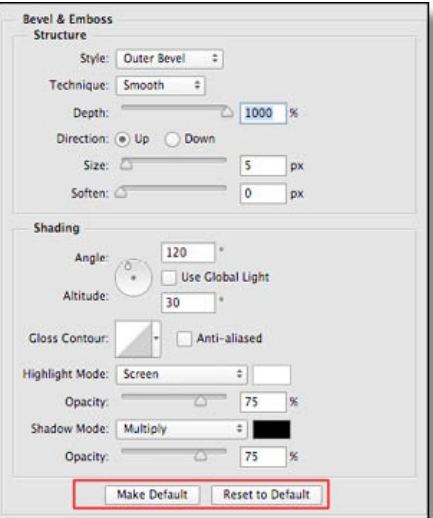 Bevel & Emboss
Structure
Style: Outer Bevel
Technique: Smooth
Depth: 1000 %
Direction: Up Down
Size: 5 px
Soften: 0 px
Shading
Angle: 120 °
Use Global Light
Altitude: 30 °
Gloss Contour: Anti-aliased
Highlight Mode: Screen
Opacity: 75 %
Shadow Mode: Multiply
Opacity: 75 %
Make Default Reset to Default